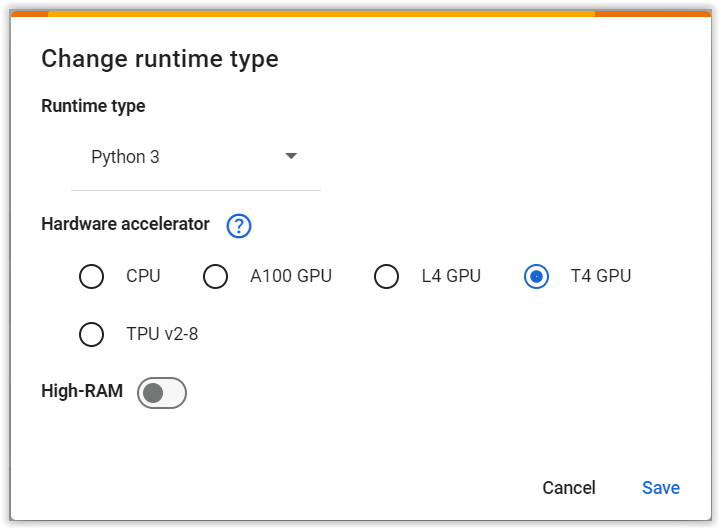 Change runtime type
Runtime type
Python 3
Hardware accelerator ?
CPU A100 GPU L4 GPU T4 GPU
TPU v2-8
High-RAM
Cancel Save